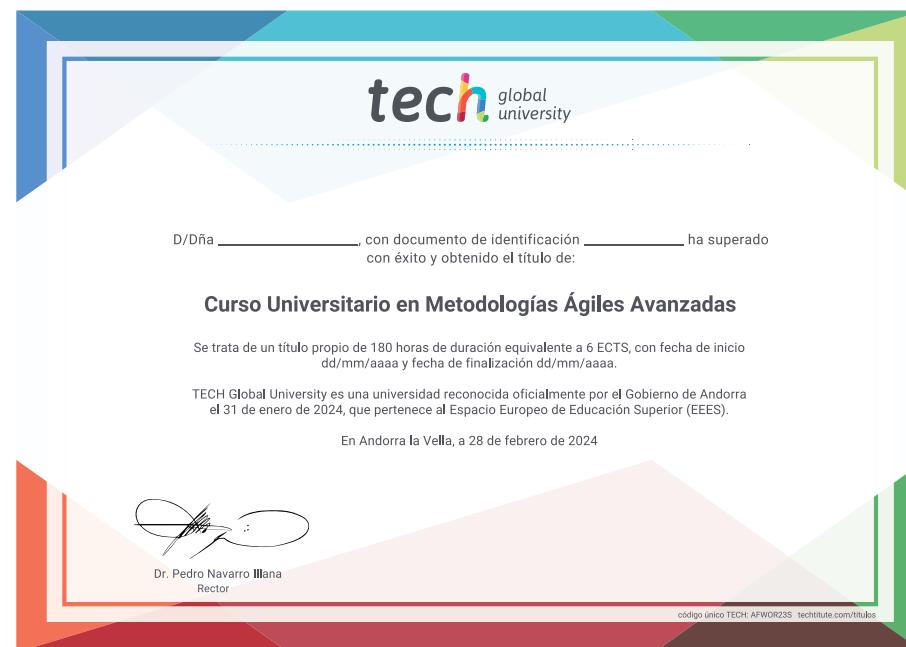 tech global
university
D/Dña ______________, con documento de identificación __________ ha superado
con éxito y obtenido el título de:
Curso Universitario en Metodologías Ágiles Avanzadas
Se trata de un título propio de 180 horas de duración equivalente a 6 ECTS, con fecha de inicio
dd/mm/aaaa y fecha de finalización dd/mm/aaaa.
TECH Global University es una universidad reconocida oficialmente por el Gobierno de Andorra
el 31 de enero de 2024, que pertenece al Espacio Europeo de Educación Superior (EEES).
En Andorra la Vella, a 28 de febrero de 2024
Dr. Pedro Navarro Illana
Rector
código único TECH: AFWOR23S techtitute.com/titulos